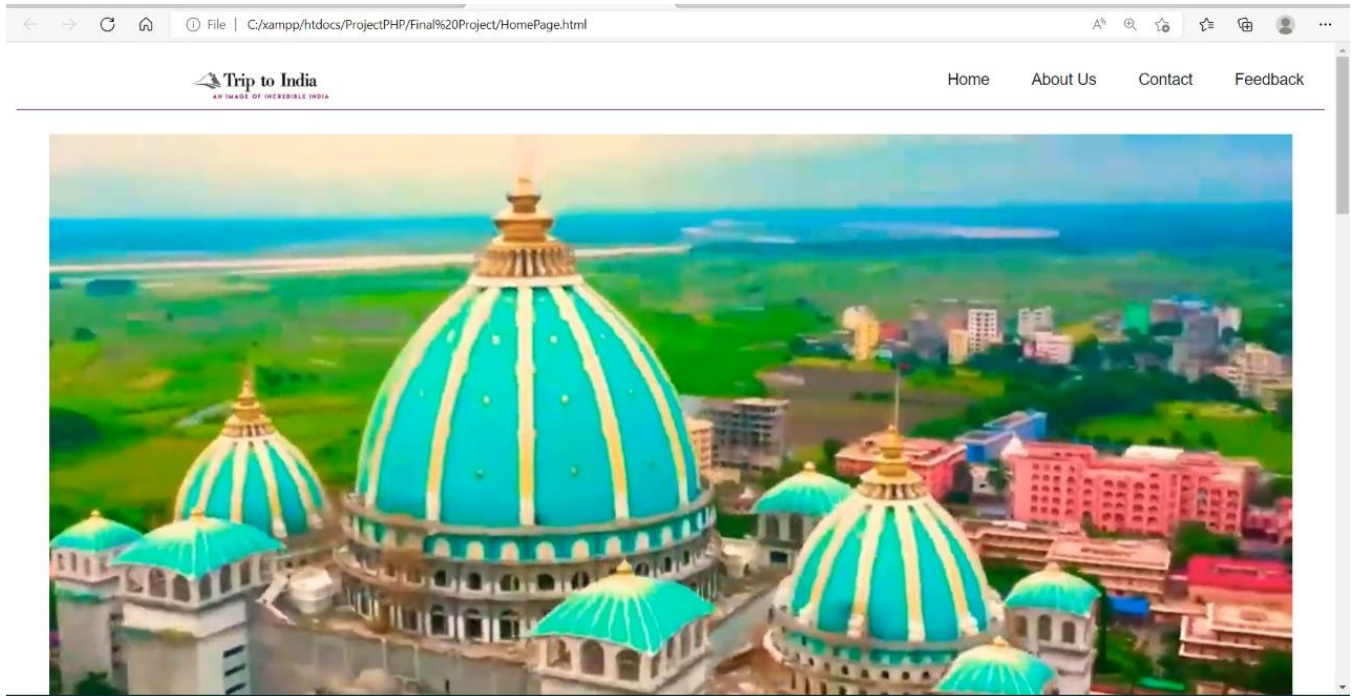 File | C:/xampp/htdocs/ProjectPHP/Final%20Project/HomePage.html
Trip to India
AN IMAGE OF INCREDIBLE INDIA
Home About Us Contact Feedback